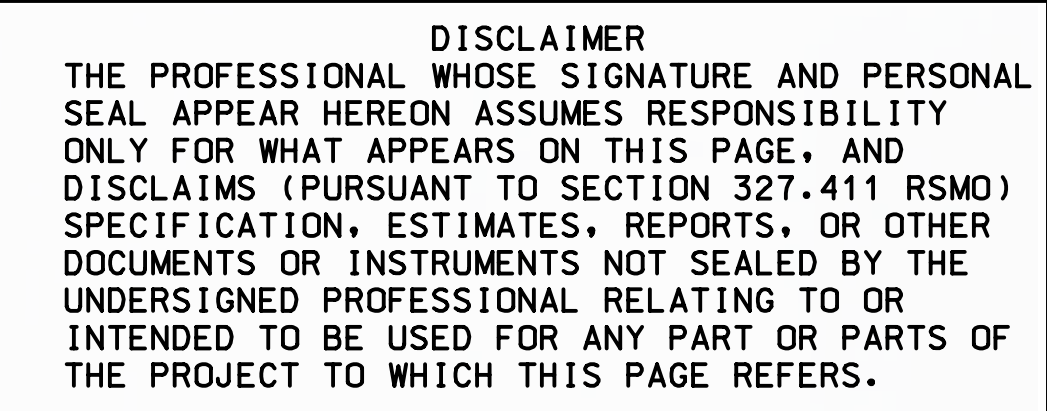 DISCLAIMER
THE PROFESSIONAL WHOSE SIGNATURE AND PERSONAL
SEAL APPEAR HEREON ASSUMES RESPONSIBILITY
ONLY FOR WHAT APPEARS ON THIS PAGE, AND
DISCLAIMS (PURSUANT TO SECTION 327.411 RSMO)
SPECIFICATION, ESTIMATES, REPORTS, OR OTHER
DOCUMENTS OR INSTRUMENTS NOT SEALED BY THE
UNDERSIGNED PROFESSIONAL RELATING TO OR
INTENDED TO BE USED FOR ANY PART OR PARTS OF
THE PROJECT TO WHICH THIS PAGE REFERS.